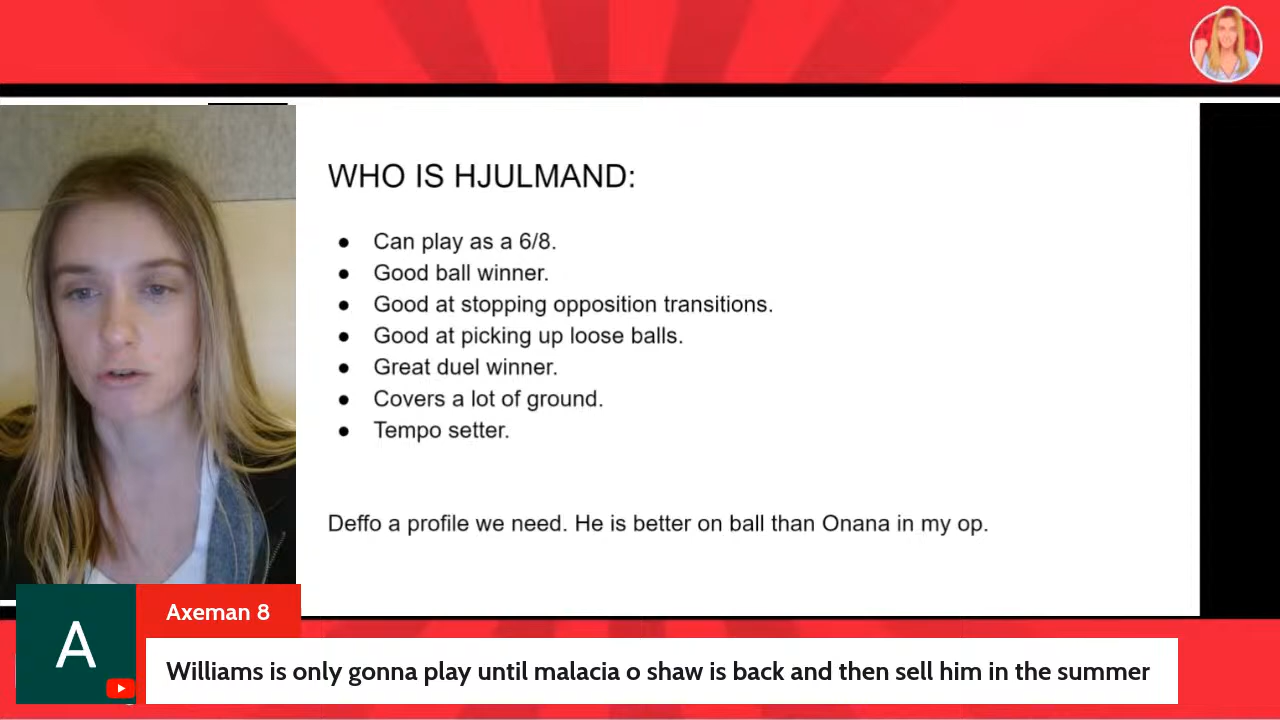 WHO IS HJULMAND:
● Can play as a 6/8.
● Good ball winner.
● Good at stopping opposition transitions.
● Good at picking up loose balls.
● Great duel winner.
● Covers a lot of ground.
● Tempo setter.
Deffo a profile we need. He is better on ball than Onana in my op.
A
Axeman 8
Williams is only gonna play until malacia o shaw is back and then sell him in the summer